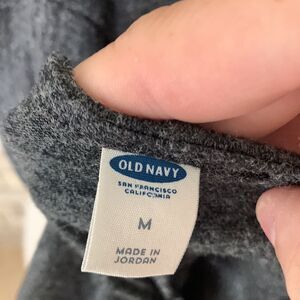 OLD NAVY
SAN FRANCISCO
CALIFORNIA
M
MADE IN
JORDAN